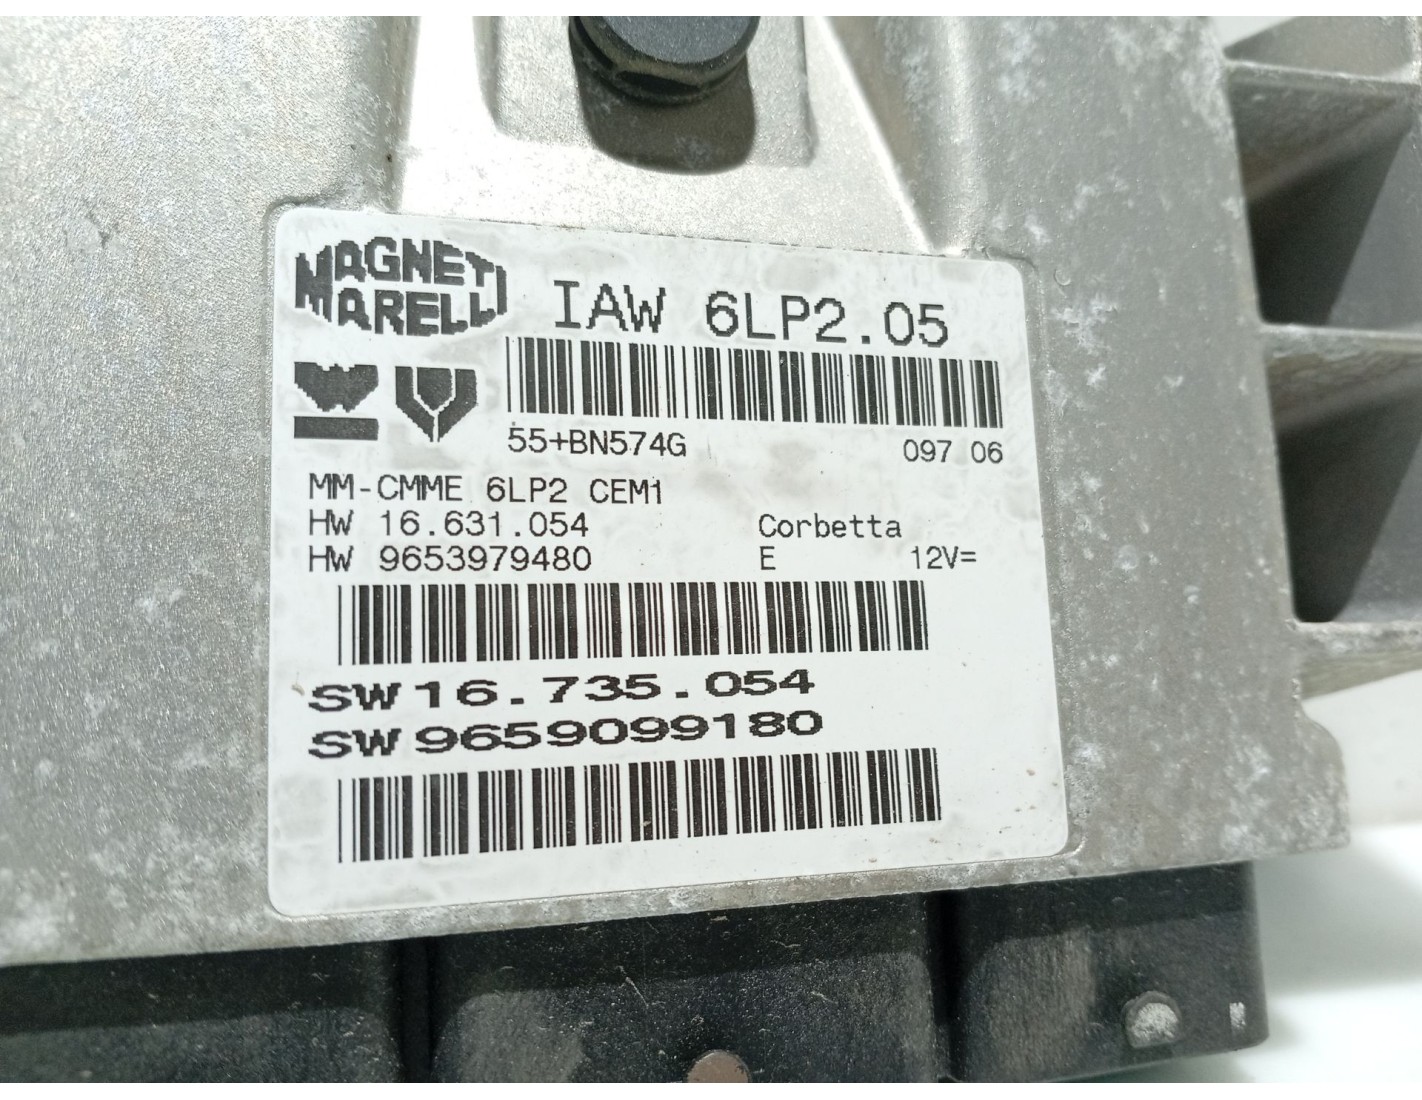 MAGNETI
MARELLI
IAW 6LP2.05
55+BN574G 097 06
MM-CMME 6LP2 CEM1
HW 16.631.054 Corbetta
HW 9653979480 E 12V=
SW 16.735.054
SW 9659099180